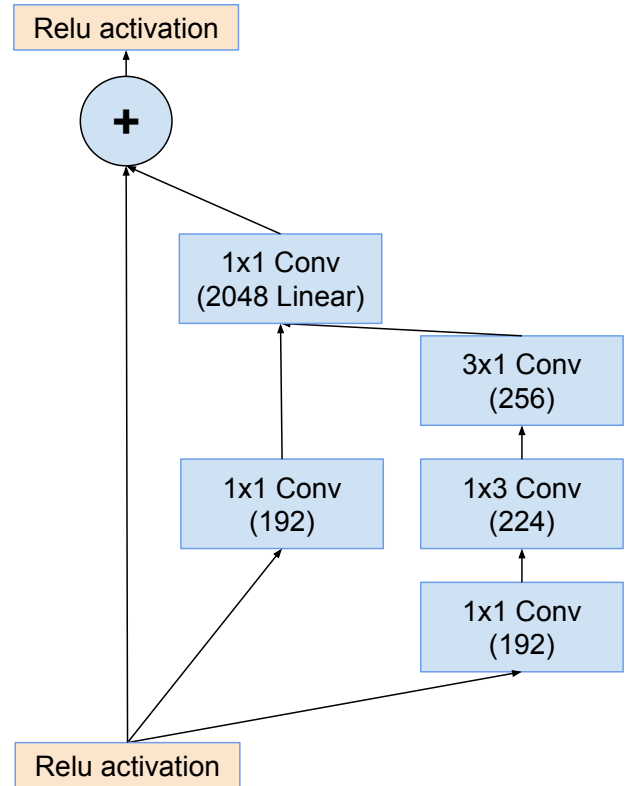 Relu activation
+
1x1 Conv
(2048 Linear)
3x1 Conv
(256)
1x1 Conv
(192)
1x3 Conv
(224)
1x1 Conv
(192)
Relu activation